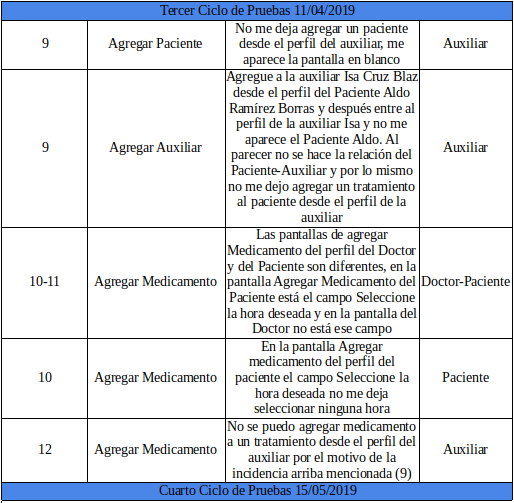 Tercer Ciclo de Pruebas 11/04/2019
9
Agregar Paciente
No me deja agregar un paciente
desde el perfil del auxiliar, me
aparece la pantalla en blanco
Auxiliar
9
Agregar Auxiliar
Agregue a la auxiliar Isa Cruz Blaz
desde el perfil del Paciente Aldo
Ramírez Borras y después entre al
perfil de la auxiliar Isa y no me
aparece el Paciente Aldo. Al
parecer no se hace la relación del
Paciente-Auxiliar y por lo mismo
no me dejo agregar un tratamiento
al paciente desde el perfil de la
auxiliar
Auxiliar
10-11
Agregar Medicamento
Las pantallas de agregar
Medicamento del perfil del Doctor
y del Paciente son diferentes, en la
pantalla Agregar Medicamento del
Paciente está el campo Seleccione
la hora deseada y en la pantalla del
Doctor no está ese campo
Doctor-Paciente
10
Agregar Medicamento
En la pantalla Agregar
medicamento del perfil del
paciente el campo Seleccione la
hora deseada no me deja
seleccionar ninguna hora
Paciente
12
Agregar Medicamento
No se puedo agregar medicamento
a un tratamiento desde el perfil del
auxiliar por el motivo de la
incidencia arriba mencionada (9)
Auxiliar
Cuarto Ciclo de Pruebas 15/05/2019